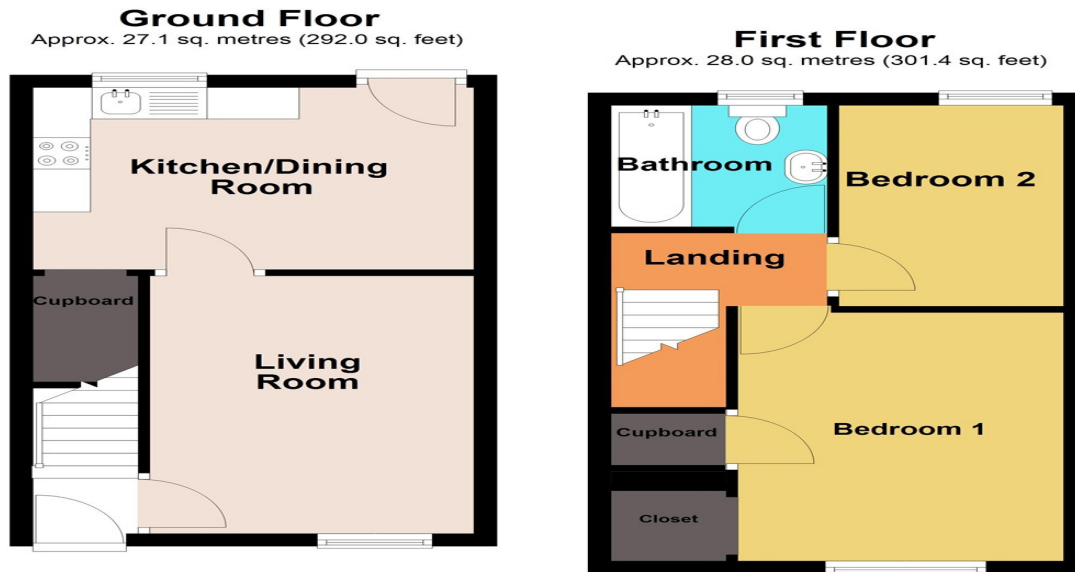 Ground Floor
Approx. 27.1 sq. metres (292.0 sq. feet)
Kitchen/Dining
Room
Cupboard
Living
Room
First Floor
Approx. 28.0 sq. metres (301.4 sq. feet)
Bathroom
Bedroom 2
Landing
Bedroom 1
Cupboard
Closet